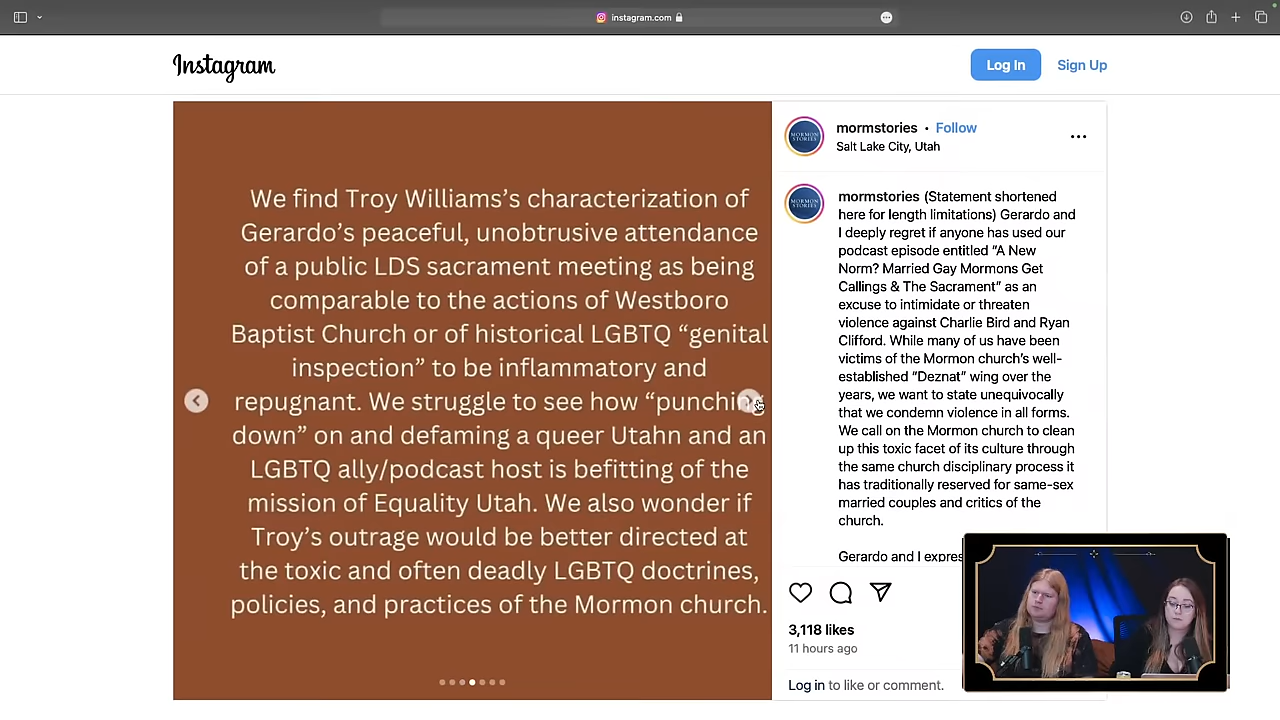 instagram.com
Instagram
Log In
Sign Up
We find Troy Williams’s characterization of
Gerardo’s peaceful, unobtrusive attendance
of a public LDS sacrament meeting as being
comparable to the actions of Westboro
Baptist Church or of historical LGBTQ “genital
inspection” to be inflammatory and
repugnant. We struggle to see how “punching
down” on and defaming a queer Utahn and an
LGBTQ ally/podcast host is befitting of the
mission of Equality Utah. We also wonder if
Troy’s outrage would be better directed at
the toxic and often deadly LGBTQ doctrines,
policies, and practices of the Mormon church.
MORMON
STORIES
mormstories • Follow
Salt Lake City, Utah
MORMON
STORIES
mormstories (Statement shortened
here for length limitations) Gerardo and
I deeply regret if anyone has used our
podcast episode entitled “A New
Norm? Married Gay Mormons Get
Callings & The Sacrament” as an
excuse to intimidate or threaten
violence against Charlie Bird and Ryan
Clifford. While many of us have been
victims of the Mormon church’s well-
established ”Deznat” wing over the
years, we want to state unequivocally
that we condemn violence in all forms.
We call on the Mormon church to clean
up this toxic facet of its culture through
the same church disciplinary process it
has traditionally reserved for same-sex
married couples and critics of the
church.
Gerardo and I expres
3,118 likes
11 hours ago
Log in to like or comment.